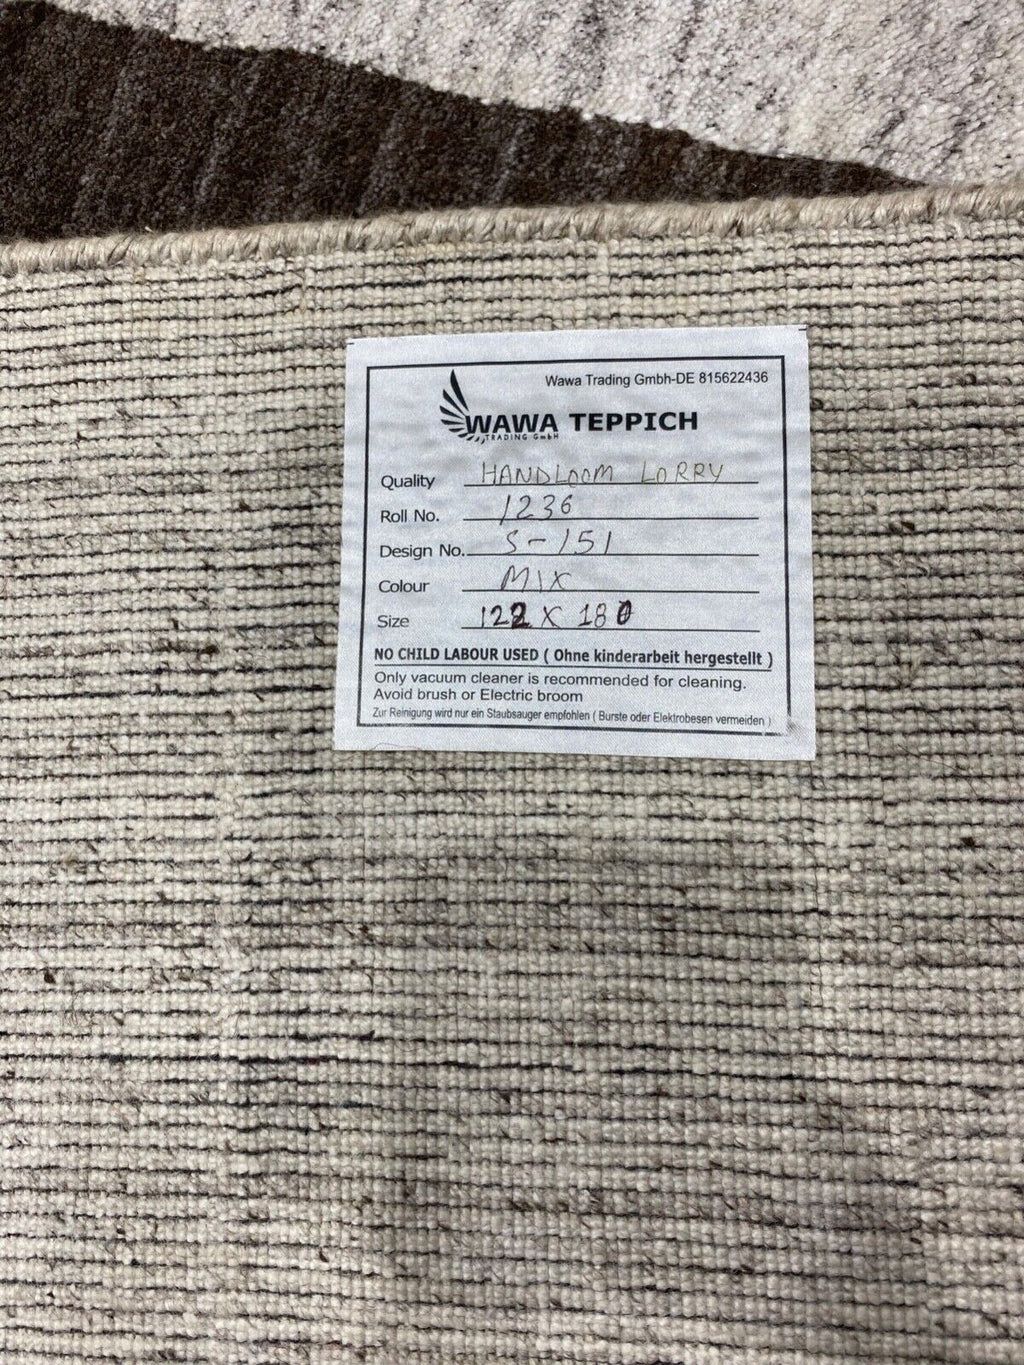 Wawa Trading Gmbh-DE 815622436
WAWA TEPPICH
TRADING GmbH
Quality HANDLOOM LORRY
Roll No. 1236
Design No. S-151
Colour MIX
Size 122 X 180
NO CHILD LABOUR USED ( Ohne kinderarbeit hergestellt )
Only vacuum cleaner is recommended for cleaning.
Avoid brush or Electric broom
Zur Reinigung wird nur ein Staubsauger empfohlen ( Burste oder Elektrobesen vermeiden )